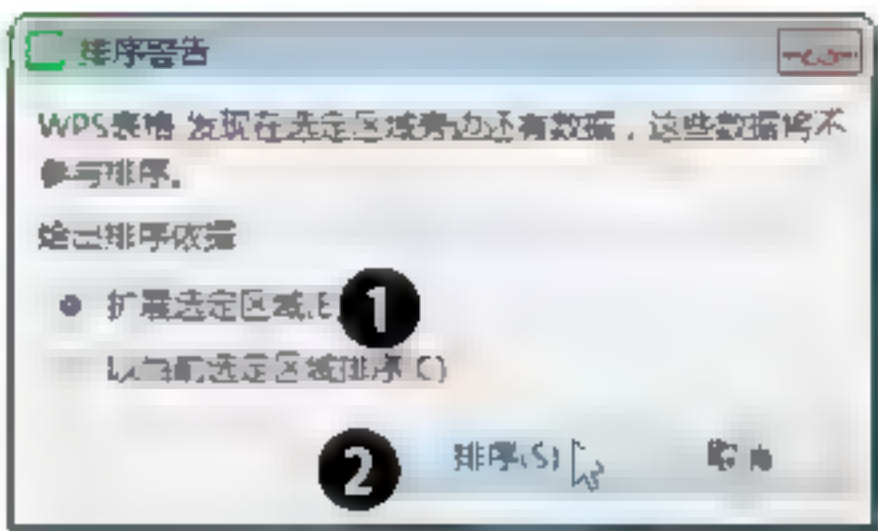 排序警告
WPS表格 发现在选定区域旁边还有数据，这些数据将不
参与排序。
给出排序依据
扩展选定区域(E) 1
以当前选定区域排序(C)
2 排序(S) 取消